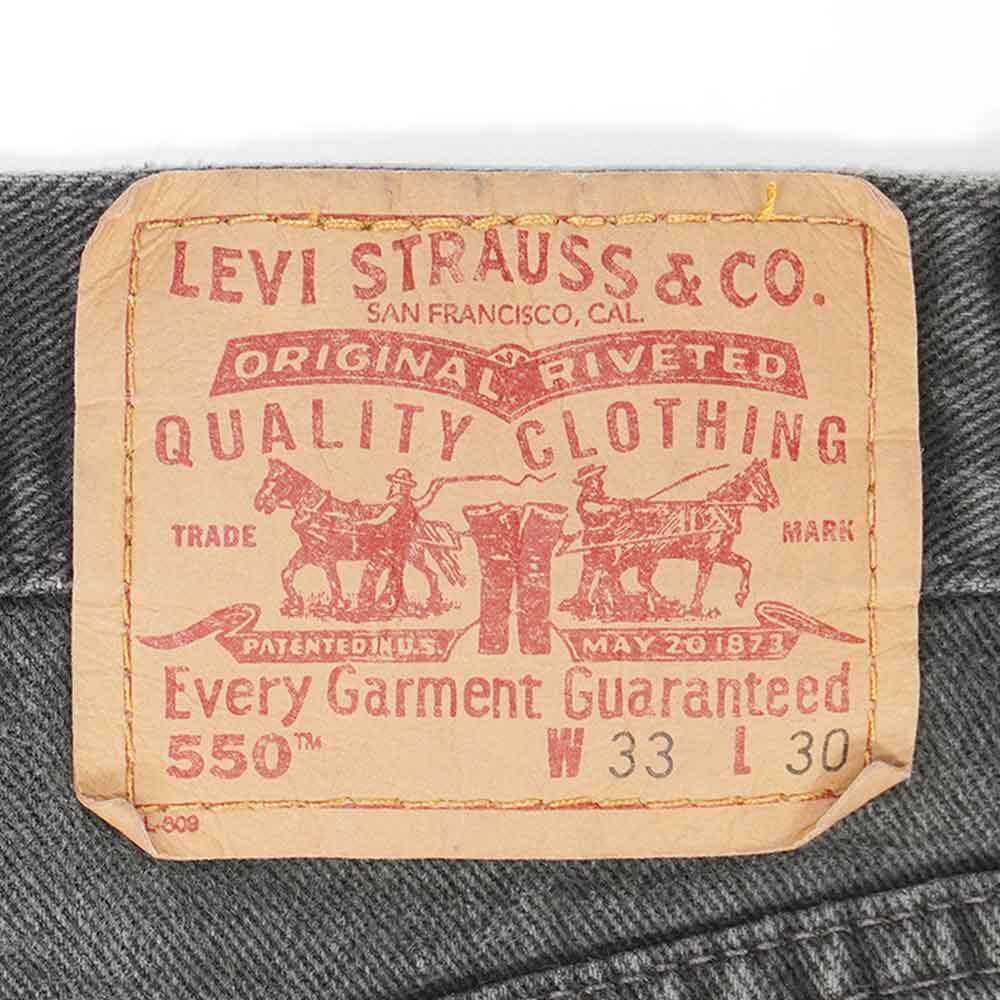 LEVI STRAUSS & CO.
SAN FRANCISCO, CAL.
ORIGINAL RIVETED
QUALITY CLOTHING
TRADE MARK
PATENTED IN U.S. MAY 20 1873
Every Garment Guaranteed
550™ W 33 L 30
L-609